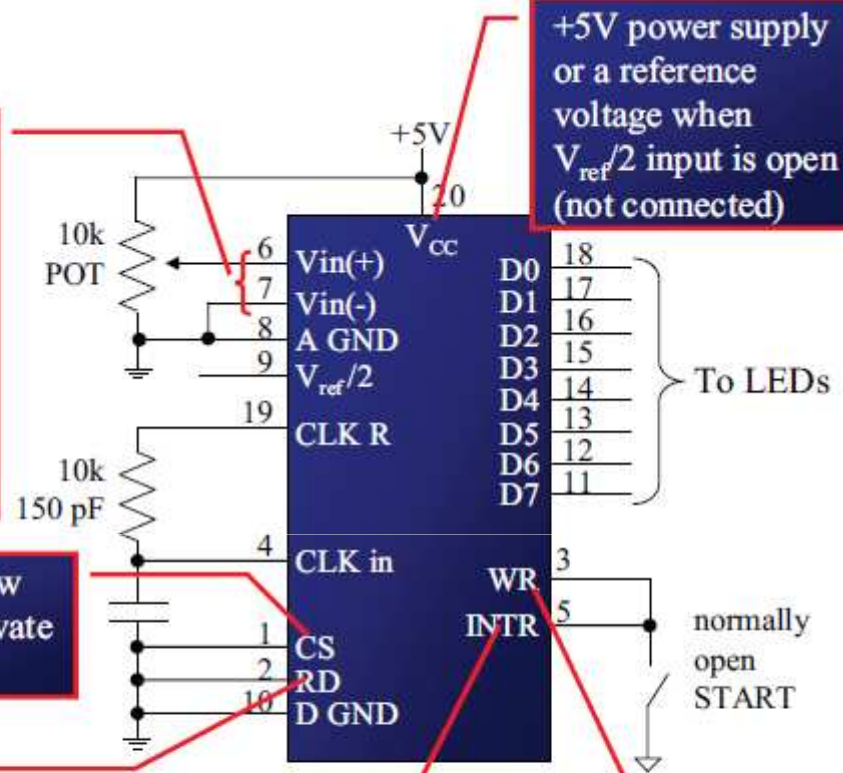 +5V power supply
or a reference
voltage when
Vref/2 input is open
(not connected)
+5V
20
VCC
10k
POT
6
Vin(+)
7
Vin(-)
8
A GND
9
Vref/2
19
CLK R
10k
150 pF
4
CLK in
1
CS
2
RD
10
D GND
D0
18
D1
17
D2
16
D3
15
D4
14
D5
13
D6
12
D7
11
To LEDs
WR
3
INTR
5
normally
open
START